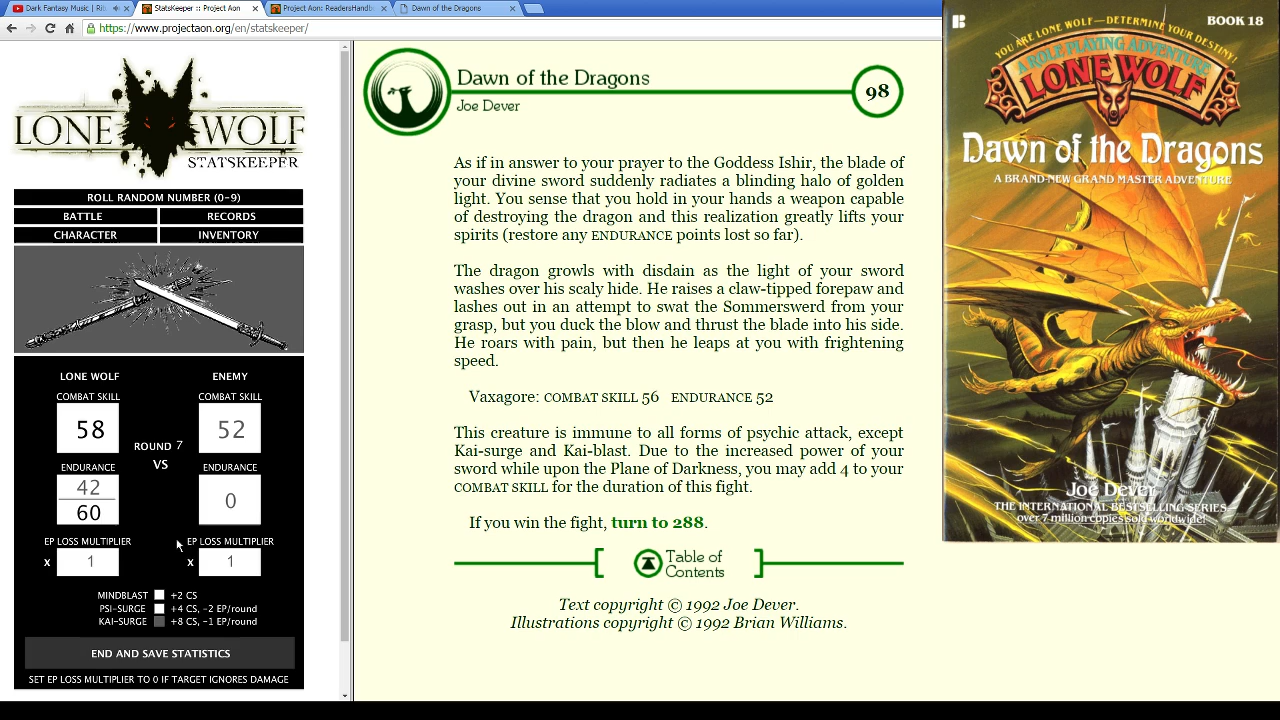 Dark Fantasy Music | Rit
StatsKeeper :: Project Aon
Project Aon: ReadersHandb
Dawn of the Dragons
https://www.projectaon.org/en/statskeeper/
LONE WOLF
STATSKEEPER
ROLL RANDOM NUMBER (0-9)
BATTLE
RECORDS
CHARACTER
INVENTORY
LONE WOLF
ENEMY
COMBAT SKILL
COMBAT SKILL
58
52
ROUND 7
VS
ENDURANCE
ENDURANCE
42
60
0
EP LOSS MULTIPLIER
EP LOSS MULTIPLIER
x 1
x 1
MINDBLAST +2 CS
PSI-SURGE +4 CS, -2 EP/round
KAI-SURGE +8 CS, -1 EP/round
END AND SAVE STATISTICS
SET EP LOSS MULTIPLIER TO 0 IF TARGET IGNORES DAMAGE
Dawn of the Dragons
Joe Dever
98
As if in answer to your prayer to the Goddess Ishir, the blade of
your divine sword suddenly radiates a blinding halo of golden
light. You sense that you hold in your hands a weapon capable
of destroying the dragon and this realization greatly lifts your
spirits (restore any ENDURANCE points lost so far).
The dragon growls with disdain as the light of your sword
washes over his scaly hide. He raises a claw-tipped forepaw and
lashes out in an attempt to swat the Sommerswerd from your
grasp, but you duck the blow and thrust the blade into his side.
He roars with pain, but then he leaps at you with frightening
speed.
Vaxagore: COMBAT SKILL 56 ENDURANCE 52
This creature is immune to all forms of psychic attack, except
Kai-surge and Kai-blast. Due to the increased power of your
sword while upon the Plane of Darkness, you may add 4 to your
COMBAT SKILL for the duration of this fight.
If you win the fight, turn to 288.
Table of
Contents
Text copyright © 1992 Joe Dever.
Illustrations copyright © 1992 Brian Williams.
B
BOOK 18
YOU ARE LONE WOLF—DETERMINE YOUR DESTINY!
A ROLE PLAYING ADVENTURE
LONE WOLF
Dawn of the Dragons
A BRAND-NEW GRAND MASTER ADVENTURE
Joe Dever
THE INTERNATIONAL BESTSELLING SERIES—
over 7 million copies sold worldwide!